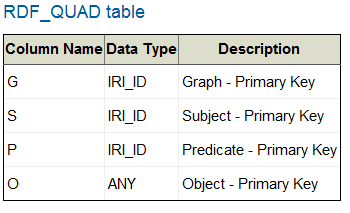 RDF_QUAD table
Column Name Data Type Description
G IRI_ID Graph - Primary Key
S IRI_ID Subject - Primary Key
P IRI_ID Predicate - Primary Key
O ANY Object - Primary Key